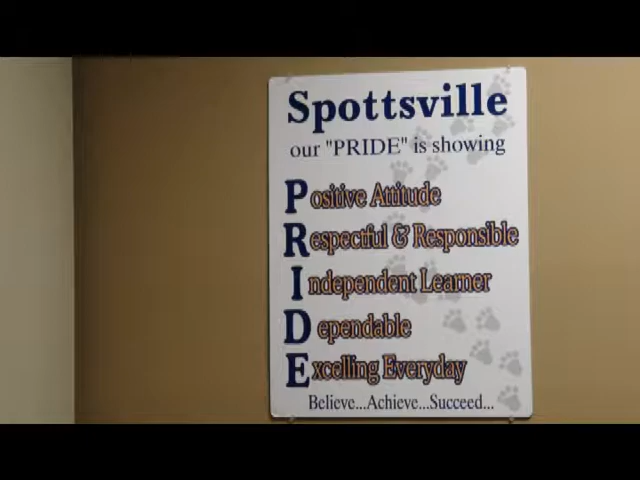 Spottsville
our "PRIDE" is showing
Positive Attitude
Respectful & Responsible
Independent Learner
Dependable
Excelling Everyday
Believe...Achieve...Succeed...